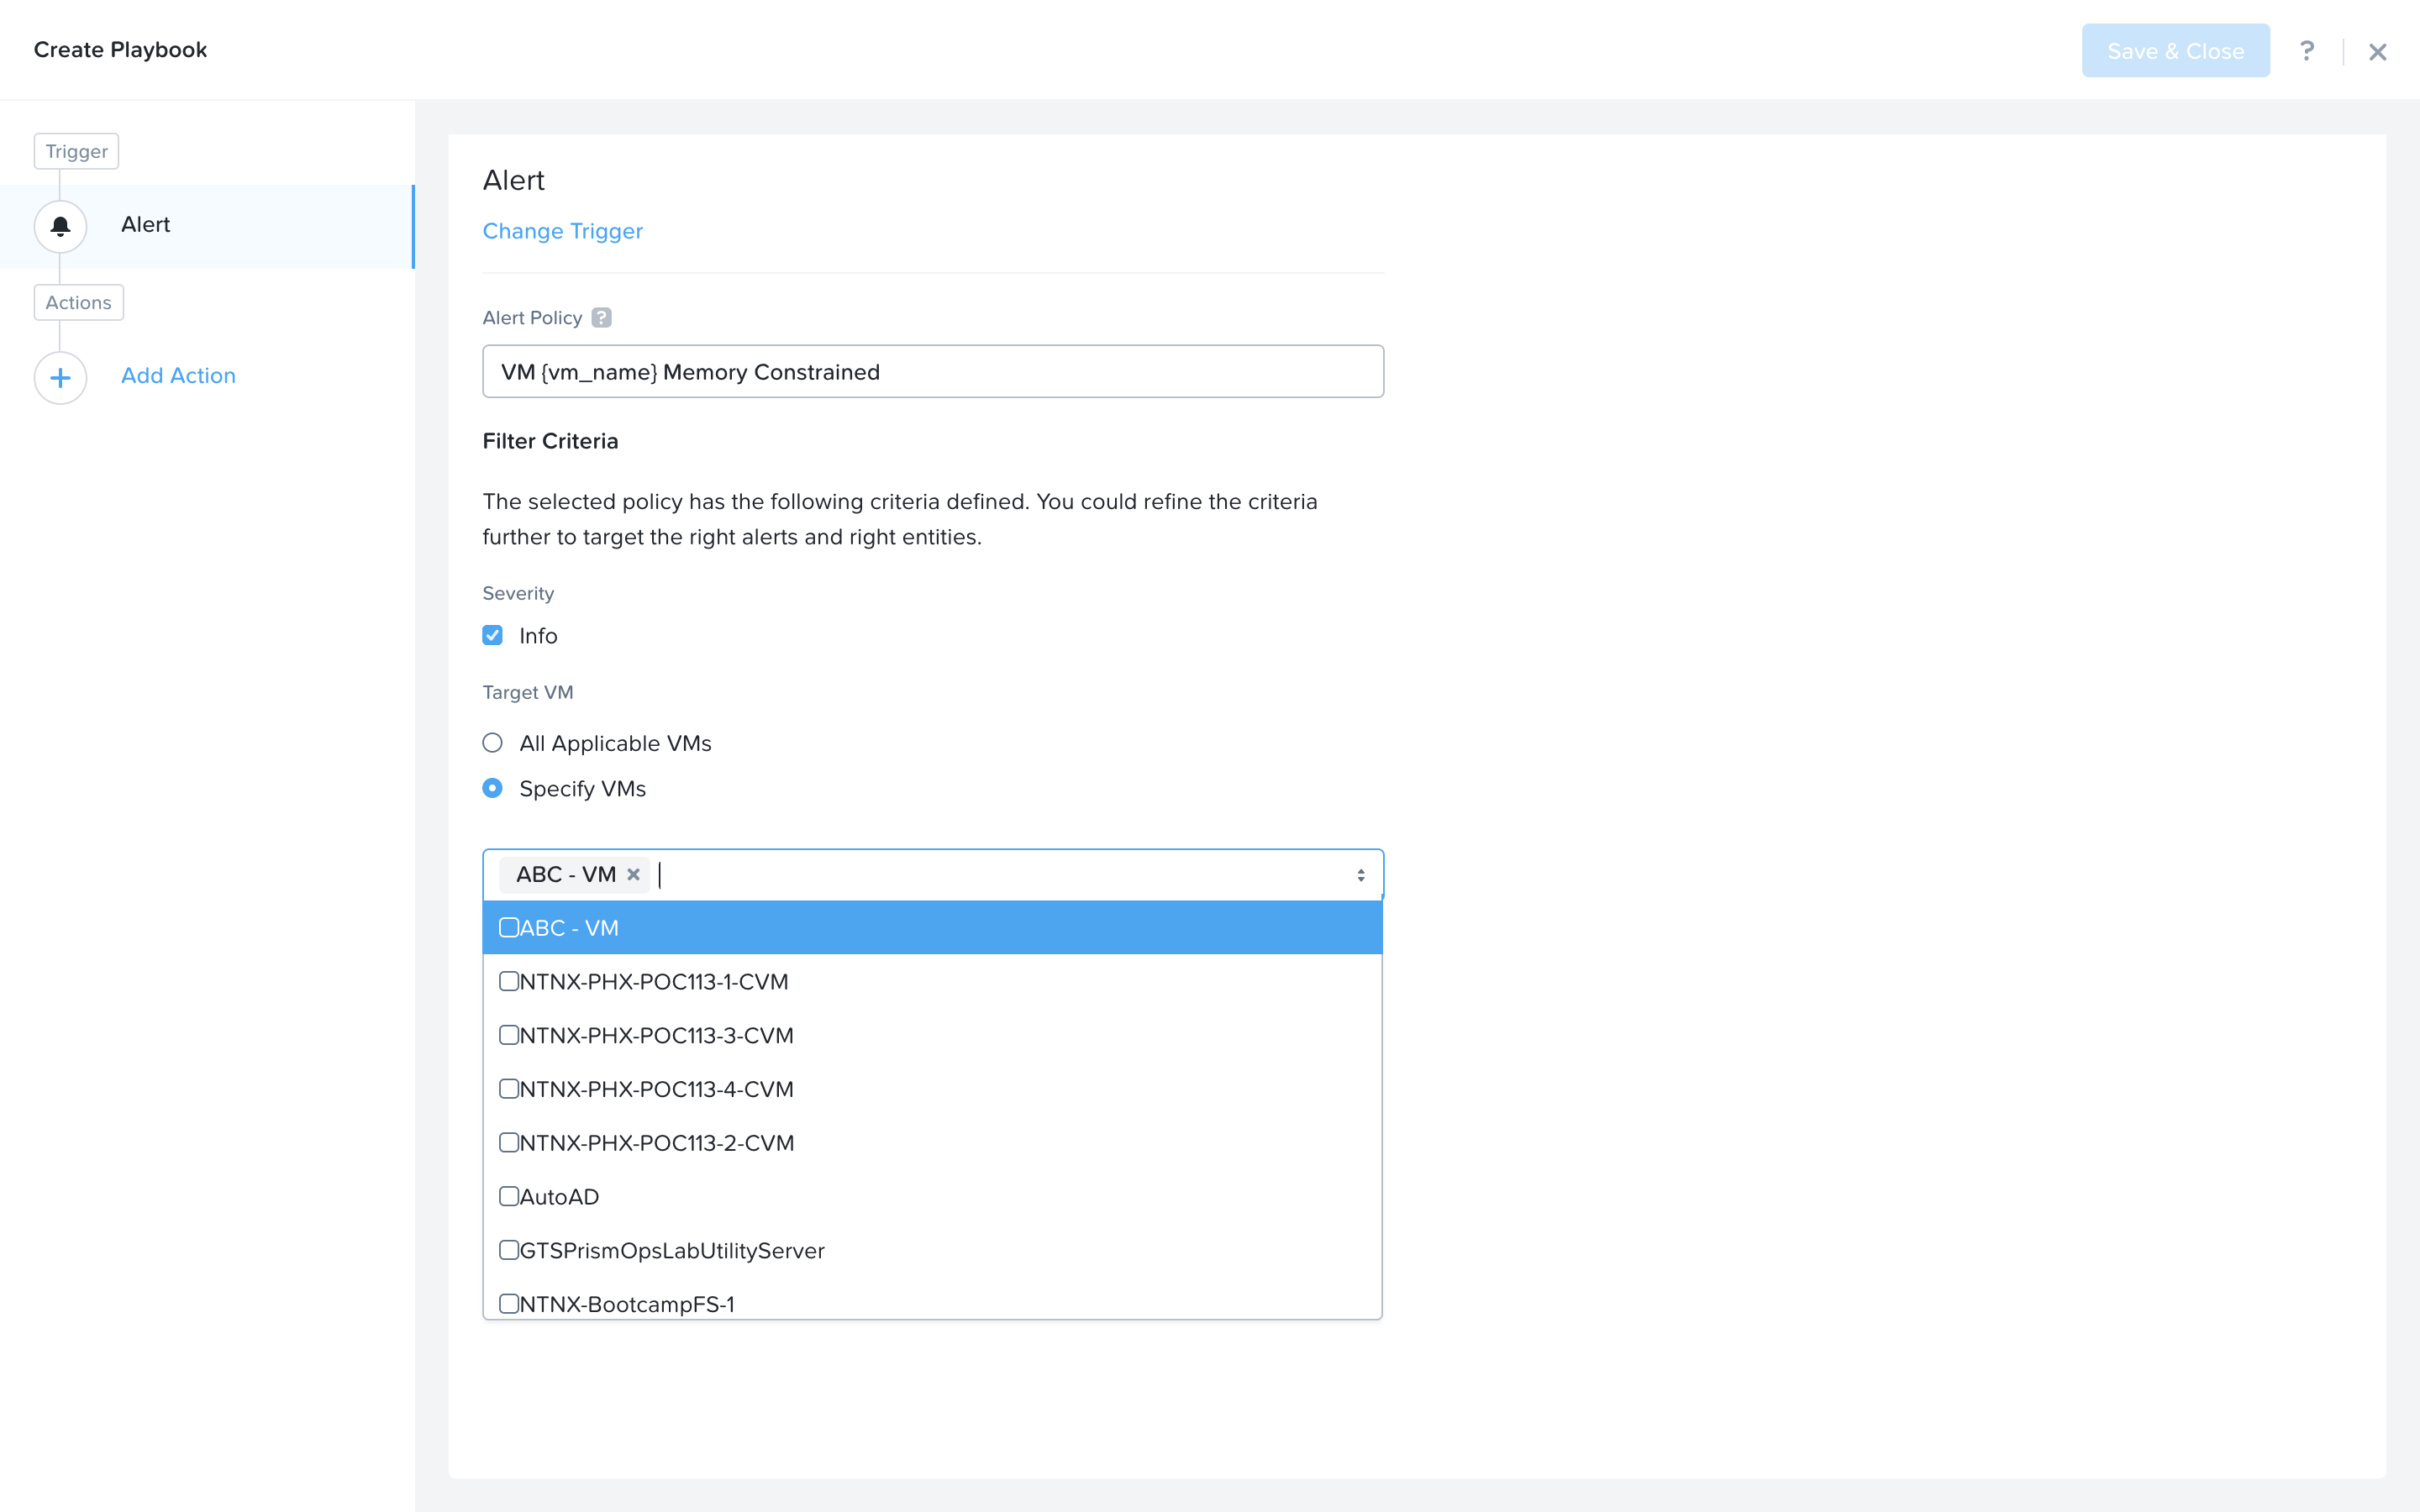 Create Playbook
Save & Close
?
Trigger
Alert
Actions
Add Action
Alert
Change Trigger
Alert Policy ?
VM {vm_name} Memory Constrained
Filter Criteria
The selected policy has the following criteria defined. You could refine the criteria
further to target the right alerts and right entities.
Severity
Info
Target VM
All Applicable VMs
Specify VMs
ABC - VM
ABC - VM
NTNX-PHX-POC113-1-CVM
NTNX-PHX-POC113-3-CVM
NTNX-PHX-POC113-4-CVM
NTNX-PHX-POC113-2-CVM
AutoAD
GTSPrismOpsLabUtilityServer
NTNX-BootcampFS-1